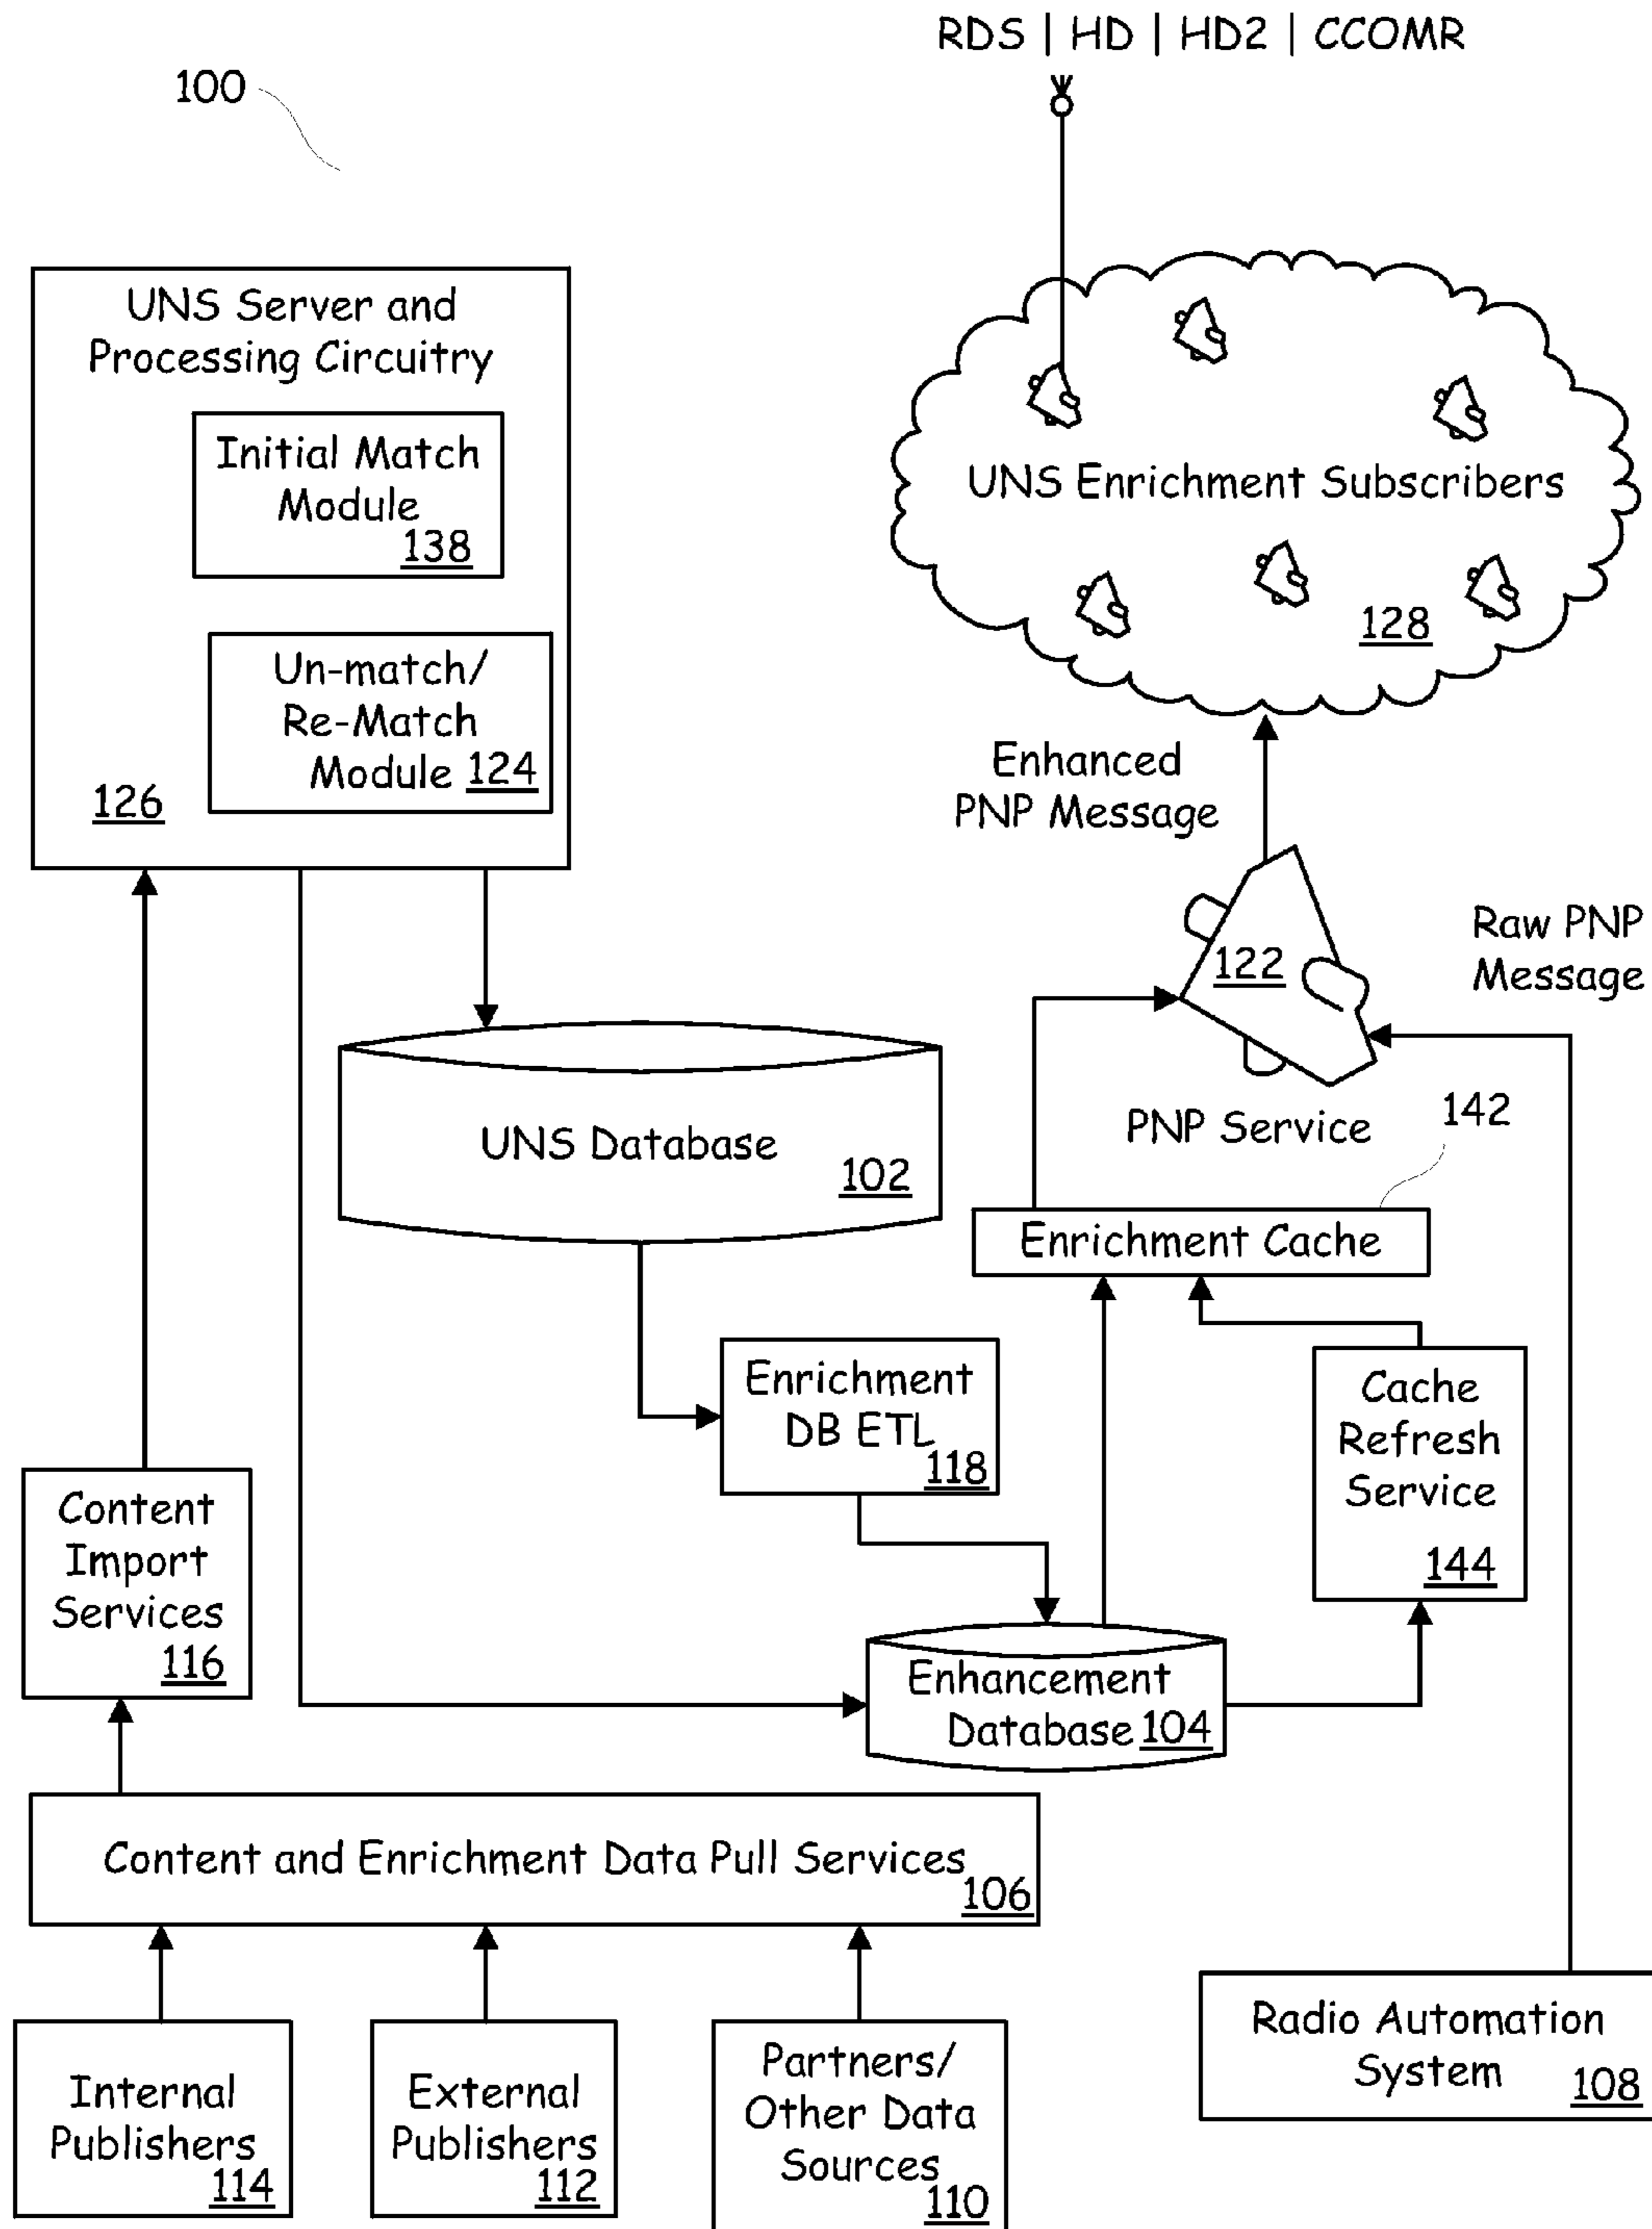 RDS | HD | HD2 | CCOMR
100
UNS Server and
Processing Circuitry
Initial Match
Module
138
Un-match/
Re-Match
Module 124
126
UNS Enrichment Subscribers
128
Enhanced
PNP Message
122
Raw PNP
Message
PNP Service
142
UNS Database
102
Enrichment Cache
Enrichment
DB ETL
118
Cache
Refresh
Service
144
Content
Import
Services
116
Enhancement
Database 104
Content and Enrichment Data Pull Services
106
Internal
Publishers
114
External
Publishers
112
Partners/
Other Data
Sources
110
Radio Automation
System
108